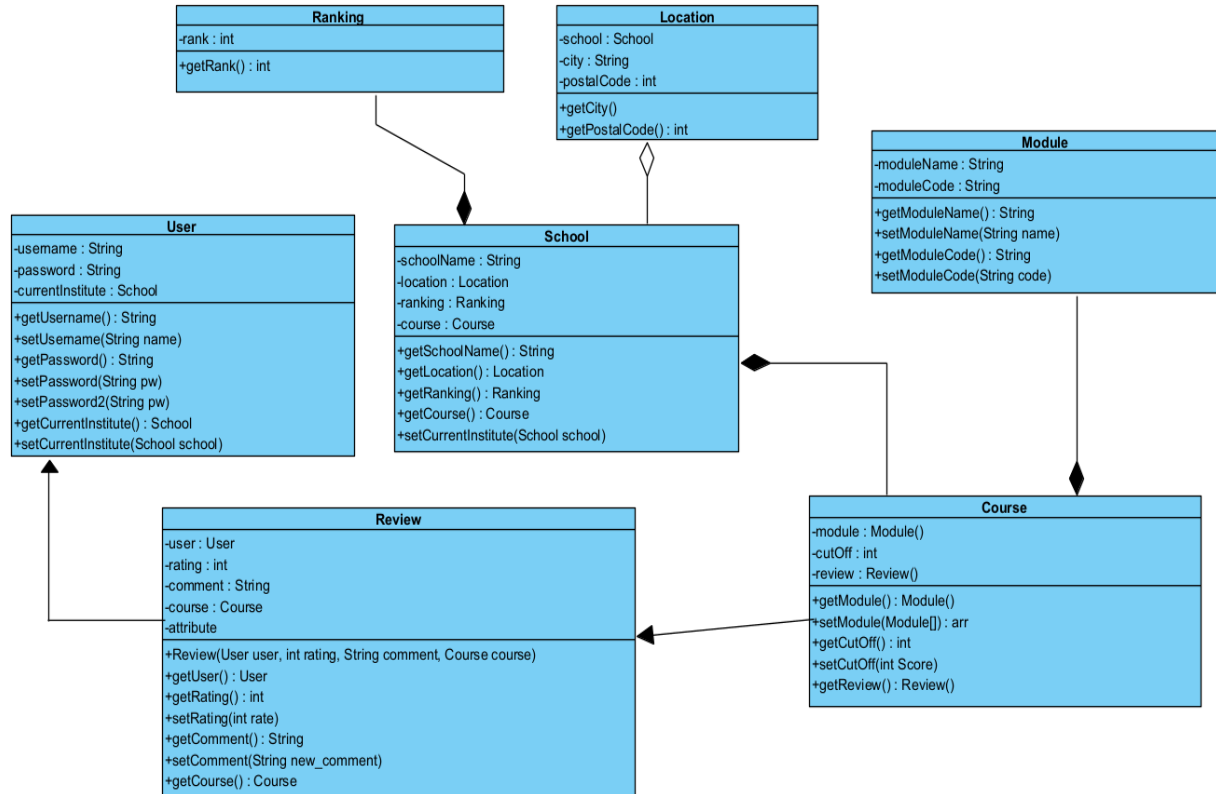 Ranking
-rank : int
+getRank() : int
Location
-school : School
-city : String
-postalCode : int
+getCity()
+getPostalCode() : int
Module
-moduleName : String
-moduleCode : String
+getModuleName() : String
+setModuleName(String name)
+getModuleCode() : String
+setModuleCode(String code)
User
-username : String
-password : String
-currentInstitute : School
+getUsername() : String
+setUsername(String name)
+getPassword() : String
+setPassword(String pw)
+setPassword2(String pw)
+getCurrentInstitute() : School
+setCurrentInstitute(School school)
School
-schoolName : String
-location : Location
-ranking : Ranking
-course : Course
+getSchoolName() : String
+getLocation() : Location
+getRanking() : Ranking
+getCourse() : Course
+setCurrentInstitute(School school)
Review
-user : User
-rating : int
-comment : String
-course : Course
-attribute
+Review(User user, int rating, String comment, Course course)
+getUser() : User
+getRating() : int
+setRating(int rate)
+getComment() : String
+setComment(String new_comment)
+getCourse() : Course
Course
-module : Module()
-cutOff : int
-review : Review()
+getModule() : Module()
+setModule(Module[]) : arr
+getCutOff() : int
+setCutOff(int Score)
+getReview() : Review()